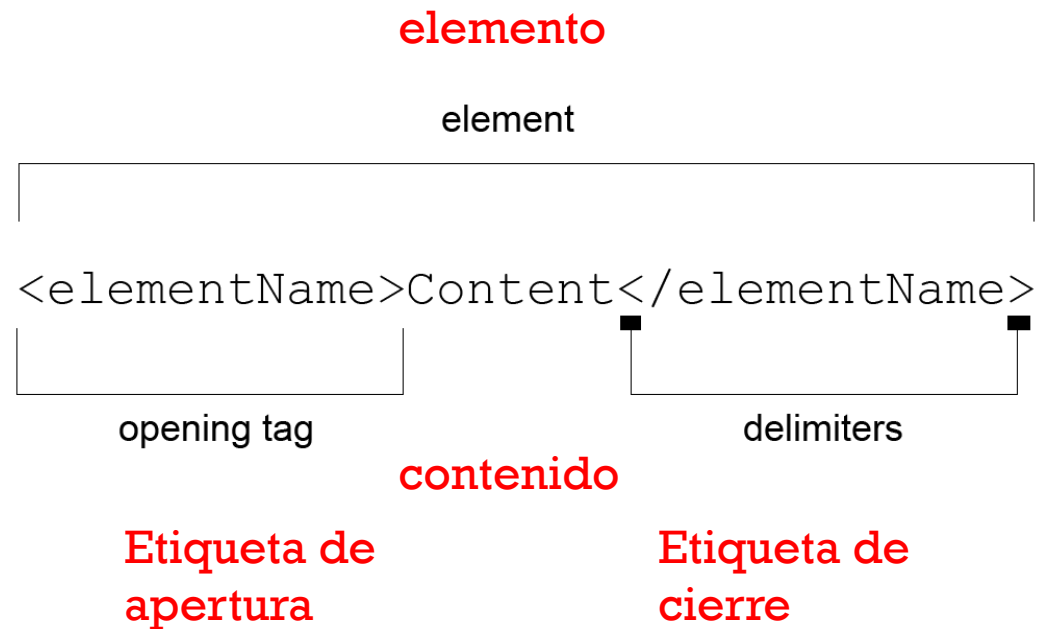 elemento
element
<elementName>Content</elementName>
opening tag
delimiters
contenido
Etiqueta de
apertura
Etiqueta de
cierre